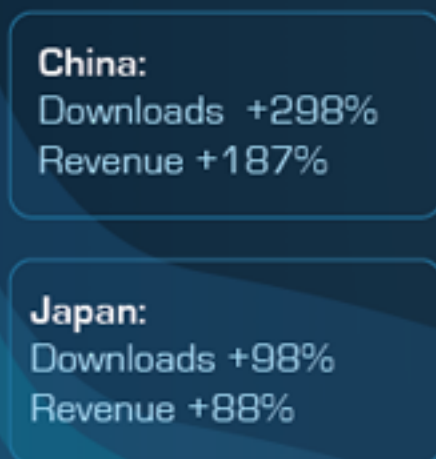 China:
Downloads +298%
Revenue +187%
Japan:
Downloads +98%
Revenue +88%